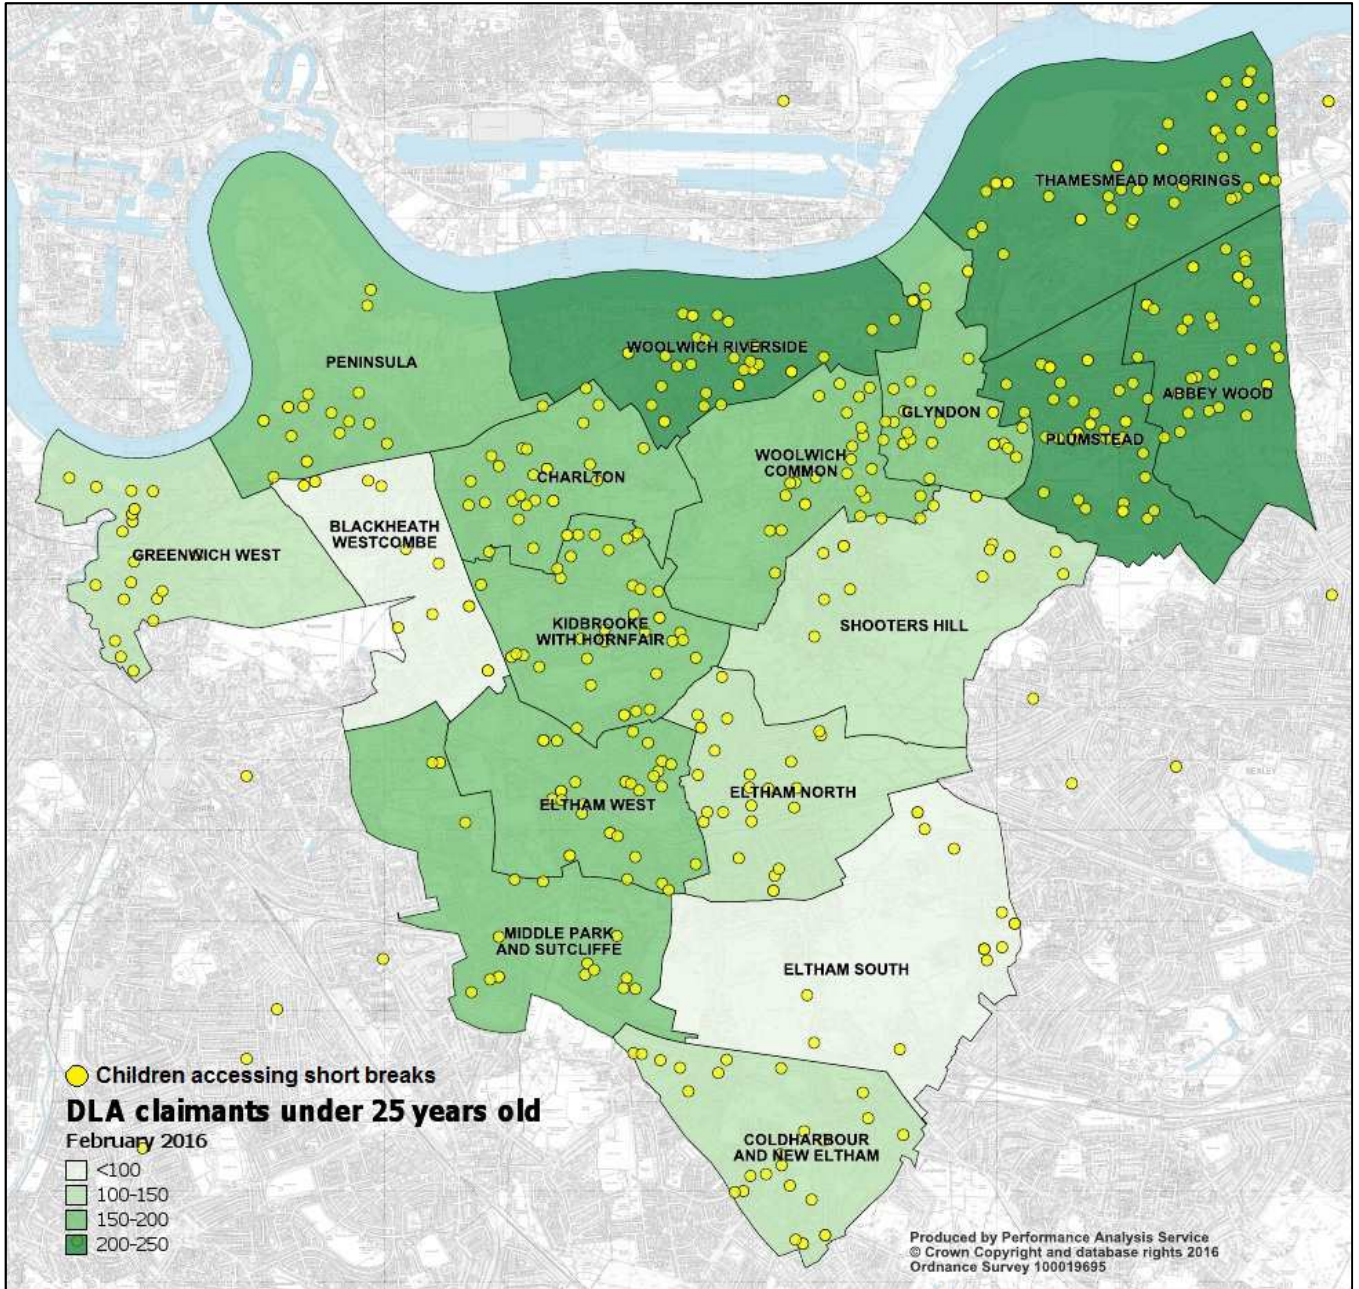 THAMESMEAD MOORINGS
WOOLWICH RIVERSIDE
PENINSULA
ABBEY WOOD
GLYNDON
PLUMSTEAD
WOOLWICH
COMMON
CHARLTON
BLACKHEATH
WESTCOMBE
GREENWICH WEST
KIDBROOKE
WITH HORNFAIR
SHOOTERS HILL
ELTHAM WEST
ELTHAM NORTH
MIDDLE PARK
AND SUTCLIFFE
ELTHAM SOUTH
COLDHARBOUR
AND NEW ELTHAM
Children accessing short breaks
DLA claimants under 25 years old
February 2016
<100
100-150
150-200
200-250
Produced by Performance Analysis Service
© Crown Copyright and database rights 2016
Ordnance Survey 100019695